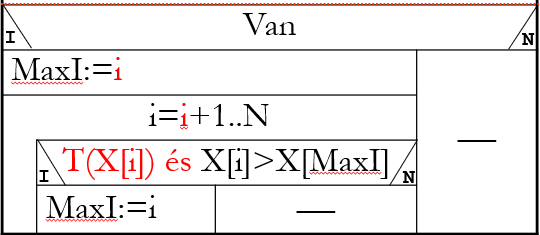 Van
I N
MaxI:=i
i=i+1..N
—
T(X[i]) és X[i]>X[MaxI]
I N
MaxI:=i —